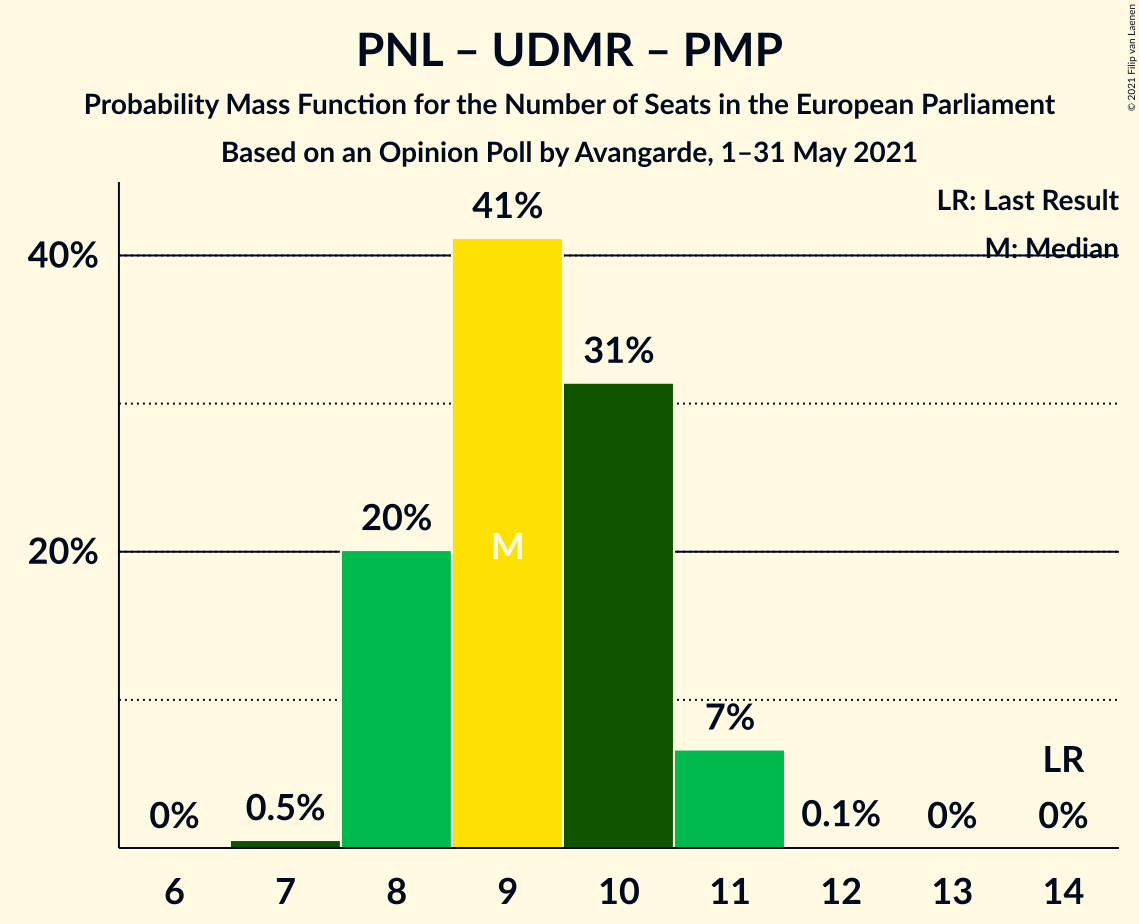 PNL – UDMR – PMP
Probability Mass Function for the Number of Seats in the European Parliament
Based on an Opinion Poll by Avangarde, 1–31 May 2021
© 2021 Filip van Laenen
LR: Last Result
M: Median
40%
20%
0%
0.5%
20%
41%
M
31%
7%
0.1%
0%
LR
0%
6 7 8 9 10 11 12 13 14